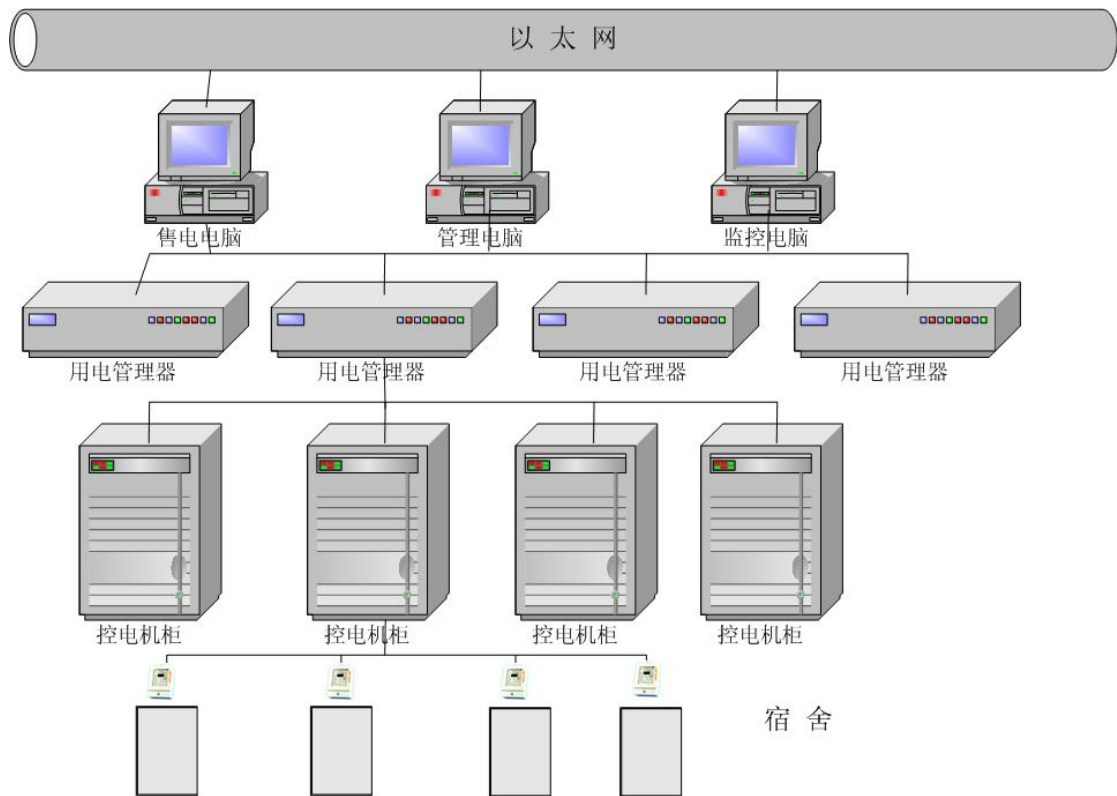 以 太 网
售电电脑
管理电脑
监控电脑
用电管理器
用电管理器
用电管理器
用电管理器
控电机柜
控电机柜
控电机柜
控电机柜
宿 舍